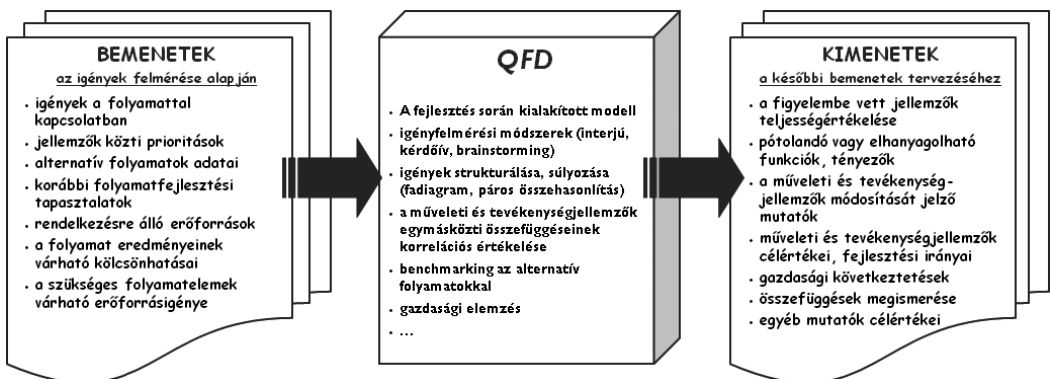 BEMENETEK
az igények felmérése alapján
• igények a folyamattal
kapcsolatban
• jellemzők közti prioritások
• alternatív folyamatok adatai
• korábbi folyamatfejlesztési
tapasztalatok
• rendelkezésre álló erőforrások
• a folyamat eredményeinek
várható kölcsönhatásai
• a szükséges folyamatelemek
várható erőforrásigénye
QFD
• A fejlesztés során kialakított modell
• igényfelmérési módszerek (interjú,
kérdőív, brainstorming)
• igények strukturálása, súlyozása
(fadiagram, páros összehasonlítás)
• a műveleti és tevékenységjellemzők
egymásközti összefüggéseinek
korrelációs értékelése
• benchmarking az alternatív
folyamatokkal
• gazdasági elemzés
• ...
KIMENETEK
a későbbi bemenetek tervezéséhez
• a figyelembe vett jellemzők
teljességértékelése
• pótolandó vagy elhanyagolható
funkciók, tényezők
• a műveleti és tevékenység-
jellemzők módosítását jelző
mutatók
• műveleti és tevékenységjellemzők
célértékei, fejlesztési irányai
• gazdasági következtetések
• összefüggések megismerése
• egyéb mutatók célértékei